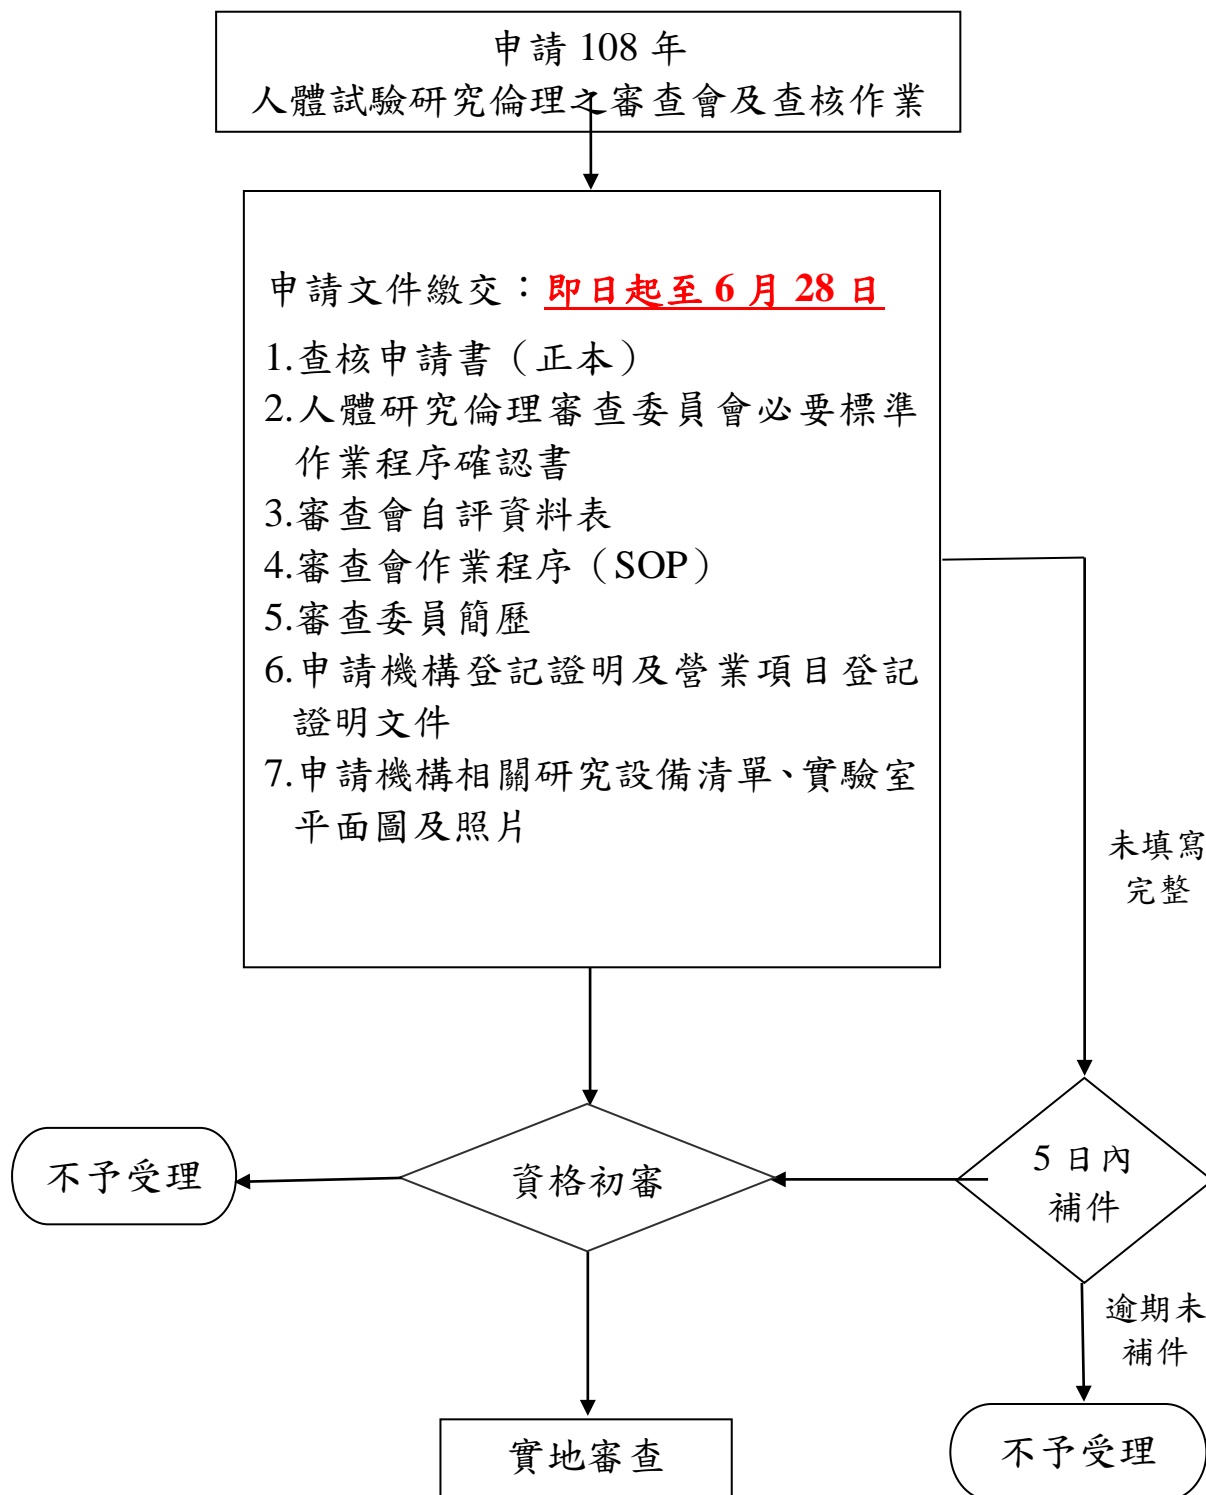 申請 108 年
人體試驗研究倫理之審查會及查核作業
申請文件繳交：即日起至 6 月 28 日
1.查核申請書（正本）
2.人體研究倫理審查委員會必要標準
作業程序確認書
3.審查會自評資料表
4.審查會作業程序（SOP）
5.審查委員簡歷
6.申請機構登記證明及營業項目登記
證明文件
7.申請機構相關研究設備清單、實驗室
平面圖及照片
未填寫
完整
不予受理
資格初審
5 日內
補件
逾期未
補件
實地審查
不予受理